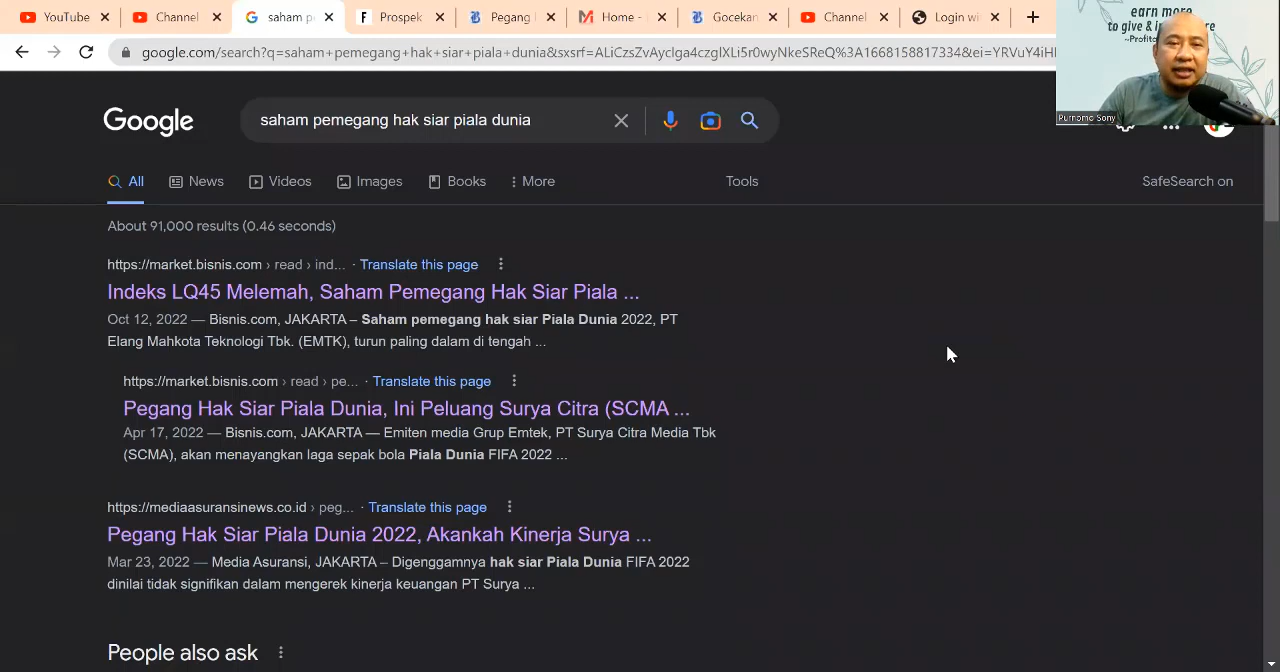 YouTube
Channel
saham p
Prospek
Pegang
Home -
Gocekan
Channel
Login wi
google.com/search?q=saham+pemegang+hak+siar+piala+dunia&sxsrf=
earn more
to give &
~Profit
Purnomo Sony
Google
saham pemegang hak siar piala dunia
All
News
Videos
Images
Books
More
Tools
SafeSearch on
About 91,000 results (0.46 seconds)
https://market.bisnis.com › read › ind... · Translate this page
Indeks LQ45 Melemah, Saham Pemegang Hak Siar Piala ...
Oct 12, 2022 — Bisnis.com, JAKARTA – Saham pemegang hak siar Piala Dunia 2022, PT
Elang Mahkota Teknologi Tbk. (EMTK), turun paling dalam di tengah ...
https://market.bisnis.com › read › pe... · Translate this page
Pegang Hak Siar Piala Dunia, Ini Peluang Surya Citra (SCMA ...
Apr 17, 2022 — Bisnis.com, JAKARTA — Emiten media Grup Emtek, PT Surya Citra Media Tbk
(SCMA), akan menayangkan laga sepak bola Piala Dunia FIFA 2022 ...
https://mediaasuransinews.co.id › peg... · Translate this page
Pegang Hak Siar Piala Dunia 2022, Akankah Kinerja Surya ...
Mar 23, 2022 — Media Asuransi, JAKARTA – Digenggamnya hak siar Piala Dunia FIFA 2022
dinilai tidak signifikan dalam mengerek kinerja keuangan PT Surya ...
People also ask